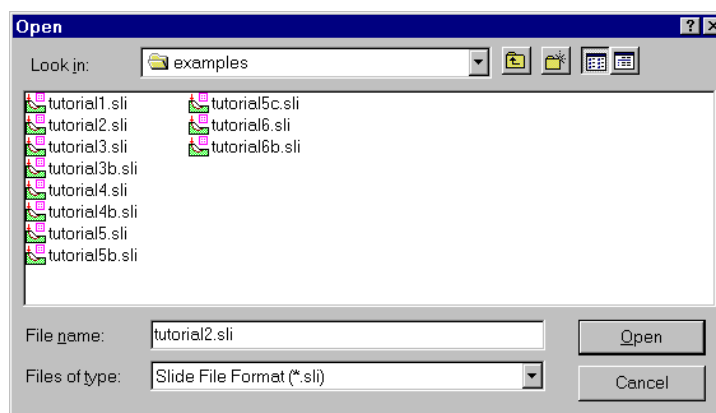 Open
Look in: examples
tutorial1.sli
tutorial2.sli
tutorial3.sli
tutorial3b.sli
tutorial4.sli
tutorial4b.sli
tutorial5.sli
tutorial5b.sli
tutorial5c.sli
tutorial6.sli
tutorial6b.sli
File name: tutorial2.sli Open
Files of type: Slide File Format (*.sli) Cancel